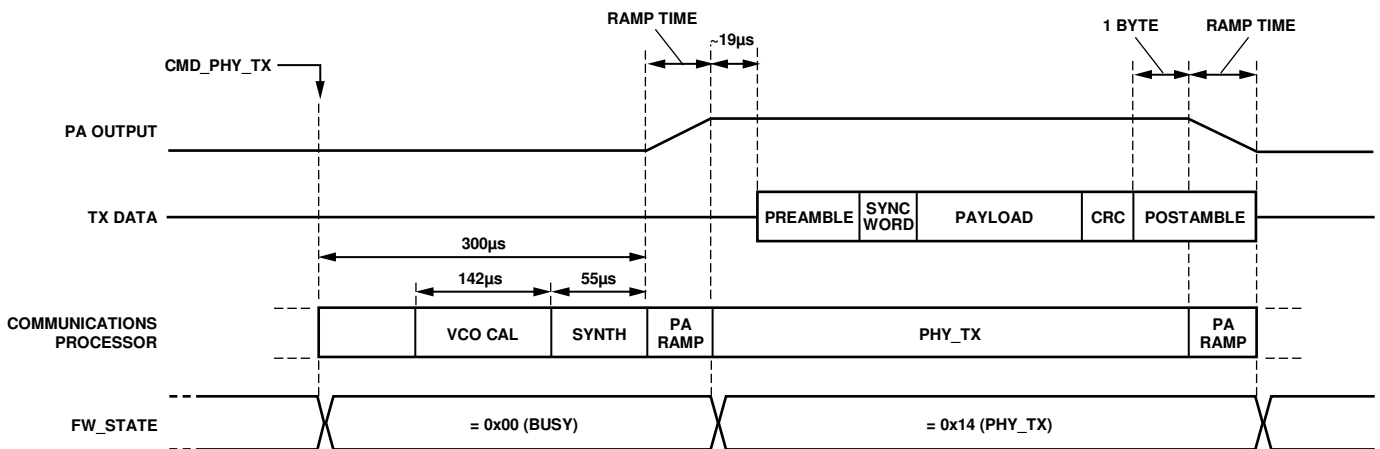 RAMP TIME
~19µs
1 BYTE
RAMP TIME
CMD_PHY_TX
PA OUTPUT
TX DATA
PREAMBLE
SYNC
WORD
PAYLOAD
CRC
POSTAMBLE
300µs
142µs
55µs
COMMUNICATIONS
PROCESSOR
VCO CAL
SYNTH
PA
RAMP
PHY_TX
PA
RAMP
FW_STATE
= 0x00 (BUSY)
= 0x14 (PHY_TX)